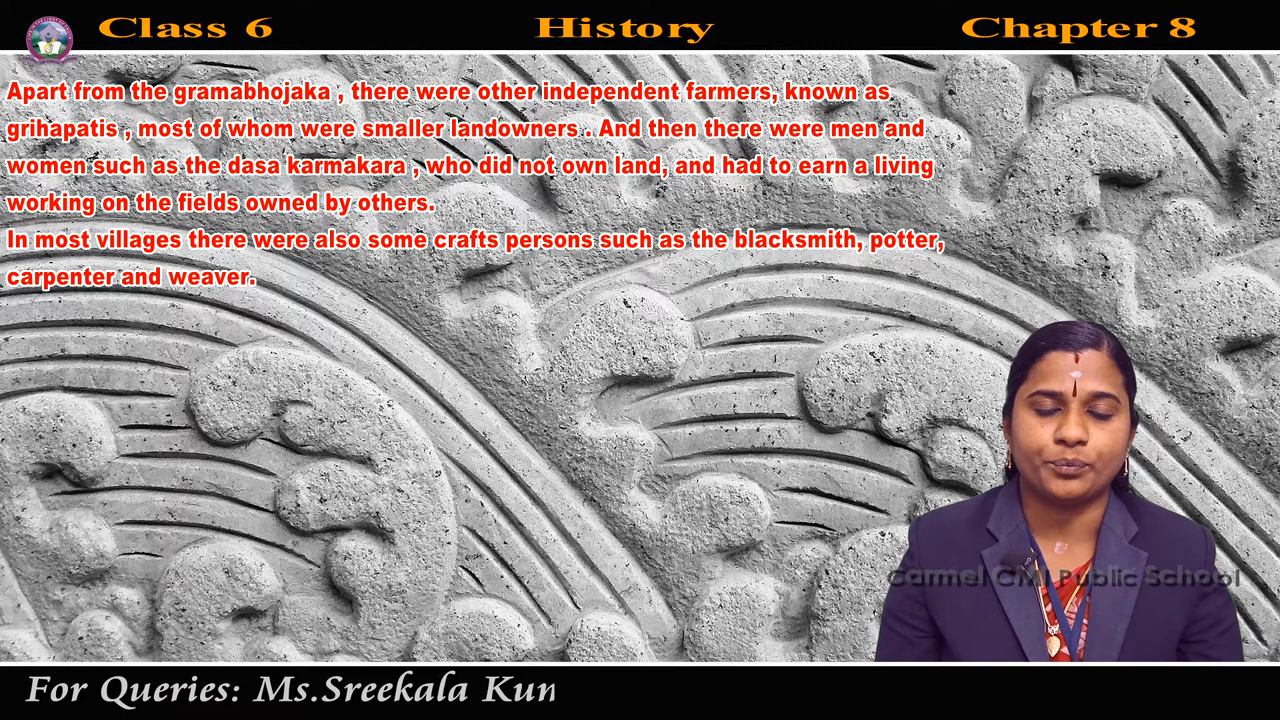 Class 6 History Chapter 8
Apart from the gramabhojaka , there were other independent farmers, known as
grihapatis , most of whom were smaller landowners . And then there were men and
women such as the dasa karmakara , who did not own land, and had to earn a living
working on the fields owned by others.
In most villages there were also some crafts persons such as the blacksmith, potter,
carpenter and weaver.
Carmel CMI Public School
For Queries: Ms.Sreekala Kun